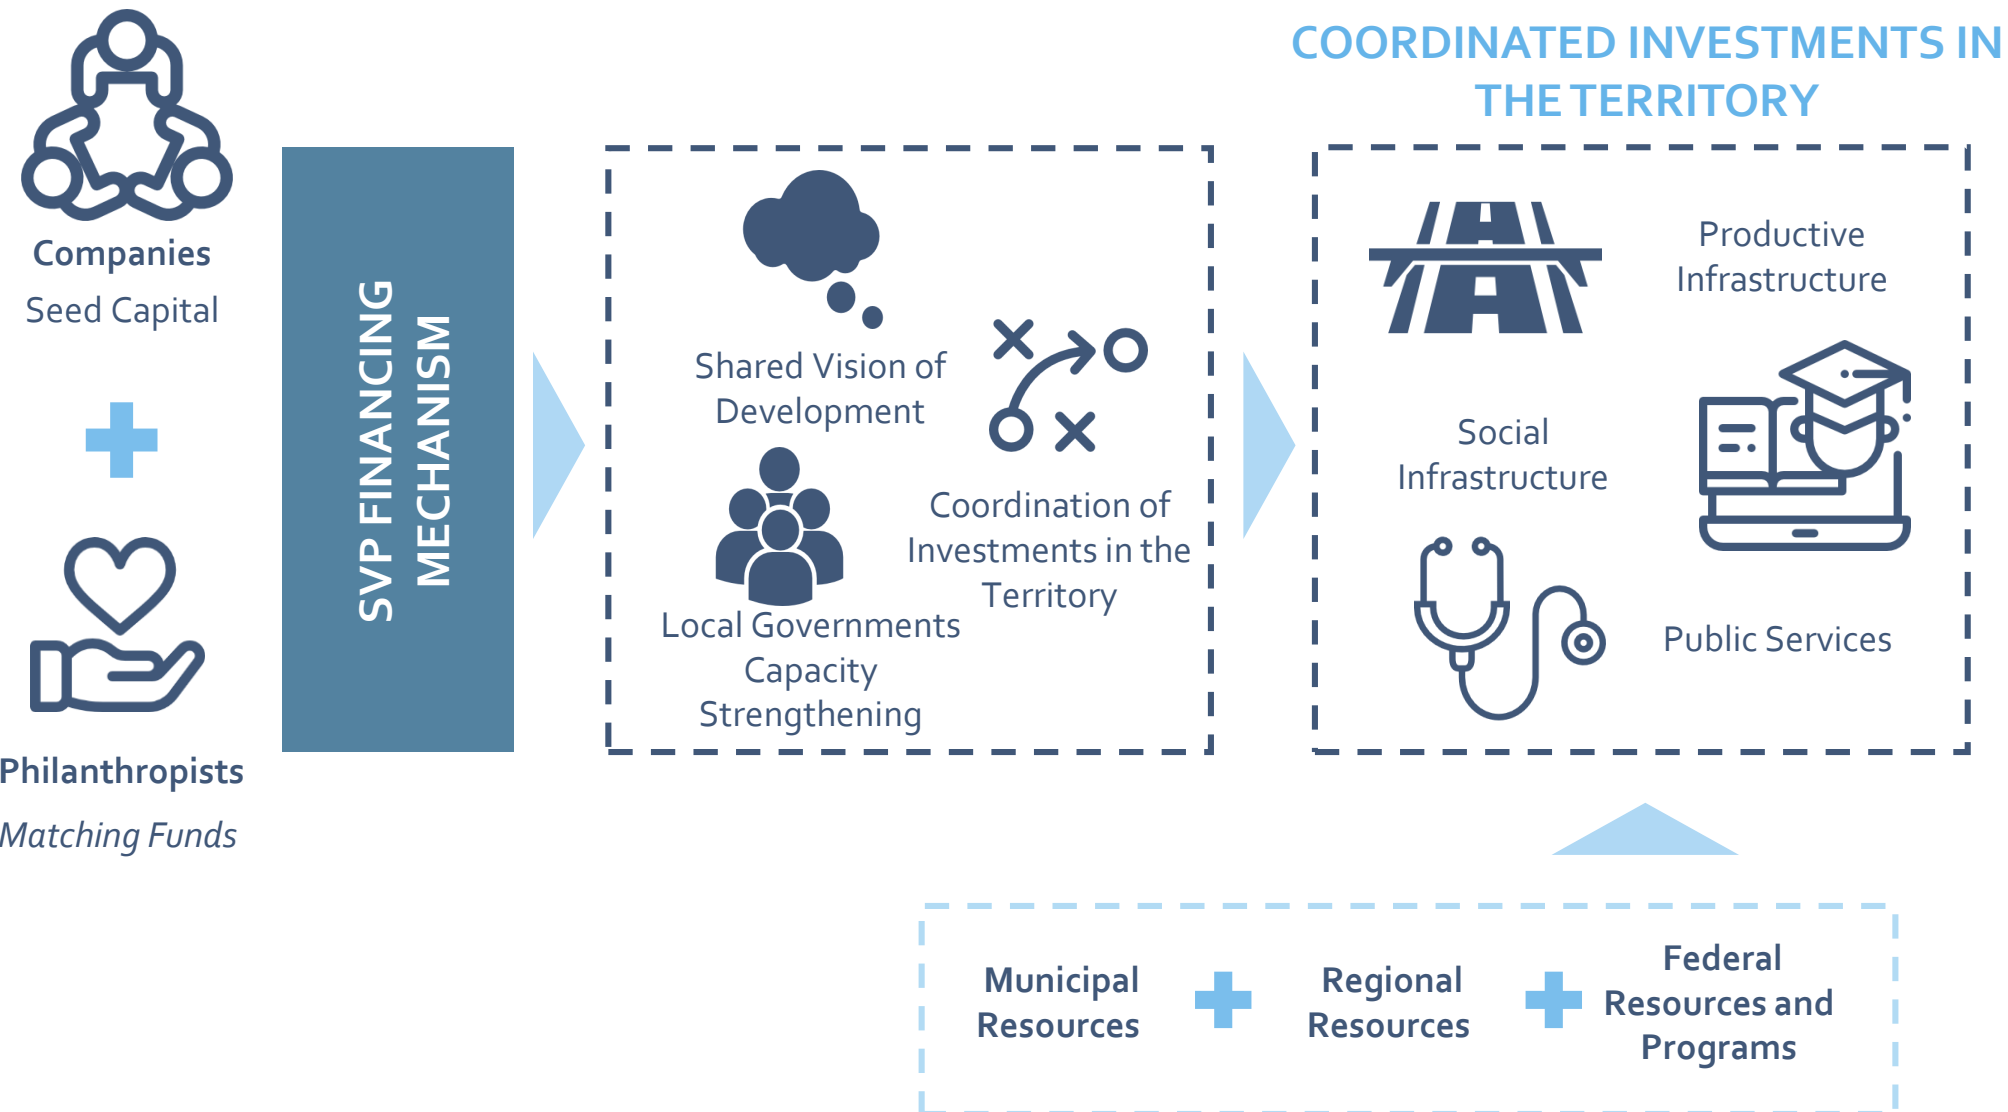 COORDINATED INVESTMENTS IN
THE TERRITORY
Companies
Seed Capital
Philanthropists
Matching Funds
SVP FINANCING
MECHANISM
Shared Vision of
Development
Coordination of
Investments in the
Territory
Local Governments
Capacity
Strengthening
Productive
Infrastructure
Social
Infrastructure
Public Services
Municipal
Resources
Regional
Resources
Federal
Resources and
Programs